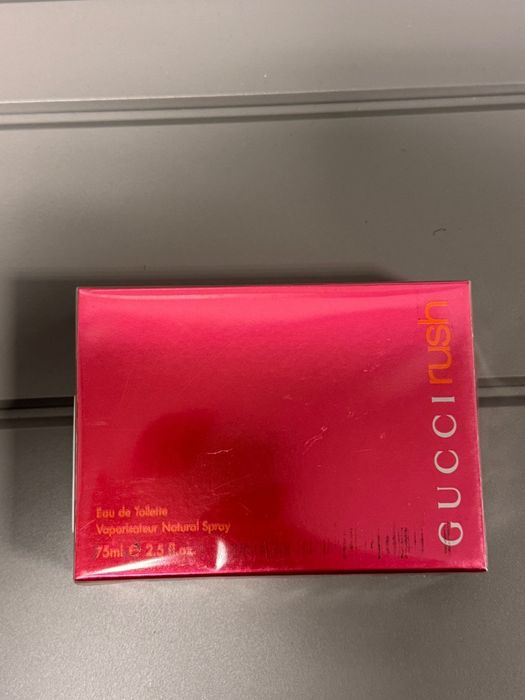 GUCCI rush
Eau de Toilette
Vaporisateur Natural Spray
75ml ℮ 2.5 fl.oz.